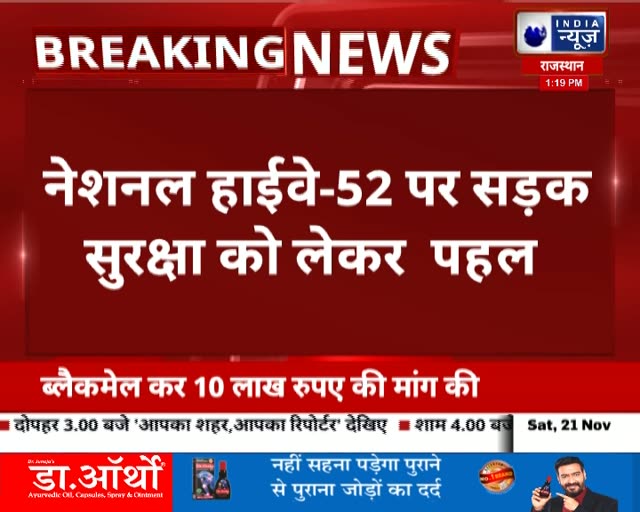 BREAKING NEWS
INDIA
न्यूज़
राजस्थान
1:19 PM
नेशनल हाईवे-52 पर सड़क
सुरक्षा को लेकर पहल
ब्लैकमेल कर 10 लाख रुपए की मांग की
दोपहर 3.00 बजे 'आपका शहर,आपका रिपोर्टर' देखिए
शाम 4.00 बजे
Sat, 21 Nov
Dr. Juneja's
डा.ऑर्थो
Ayurvedic Oil, Capsules, Spray & Ointment
नहीं सहना पड़ेगा पुराने
से पुराना जोड़ों का दर्द